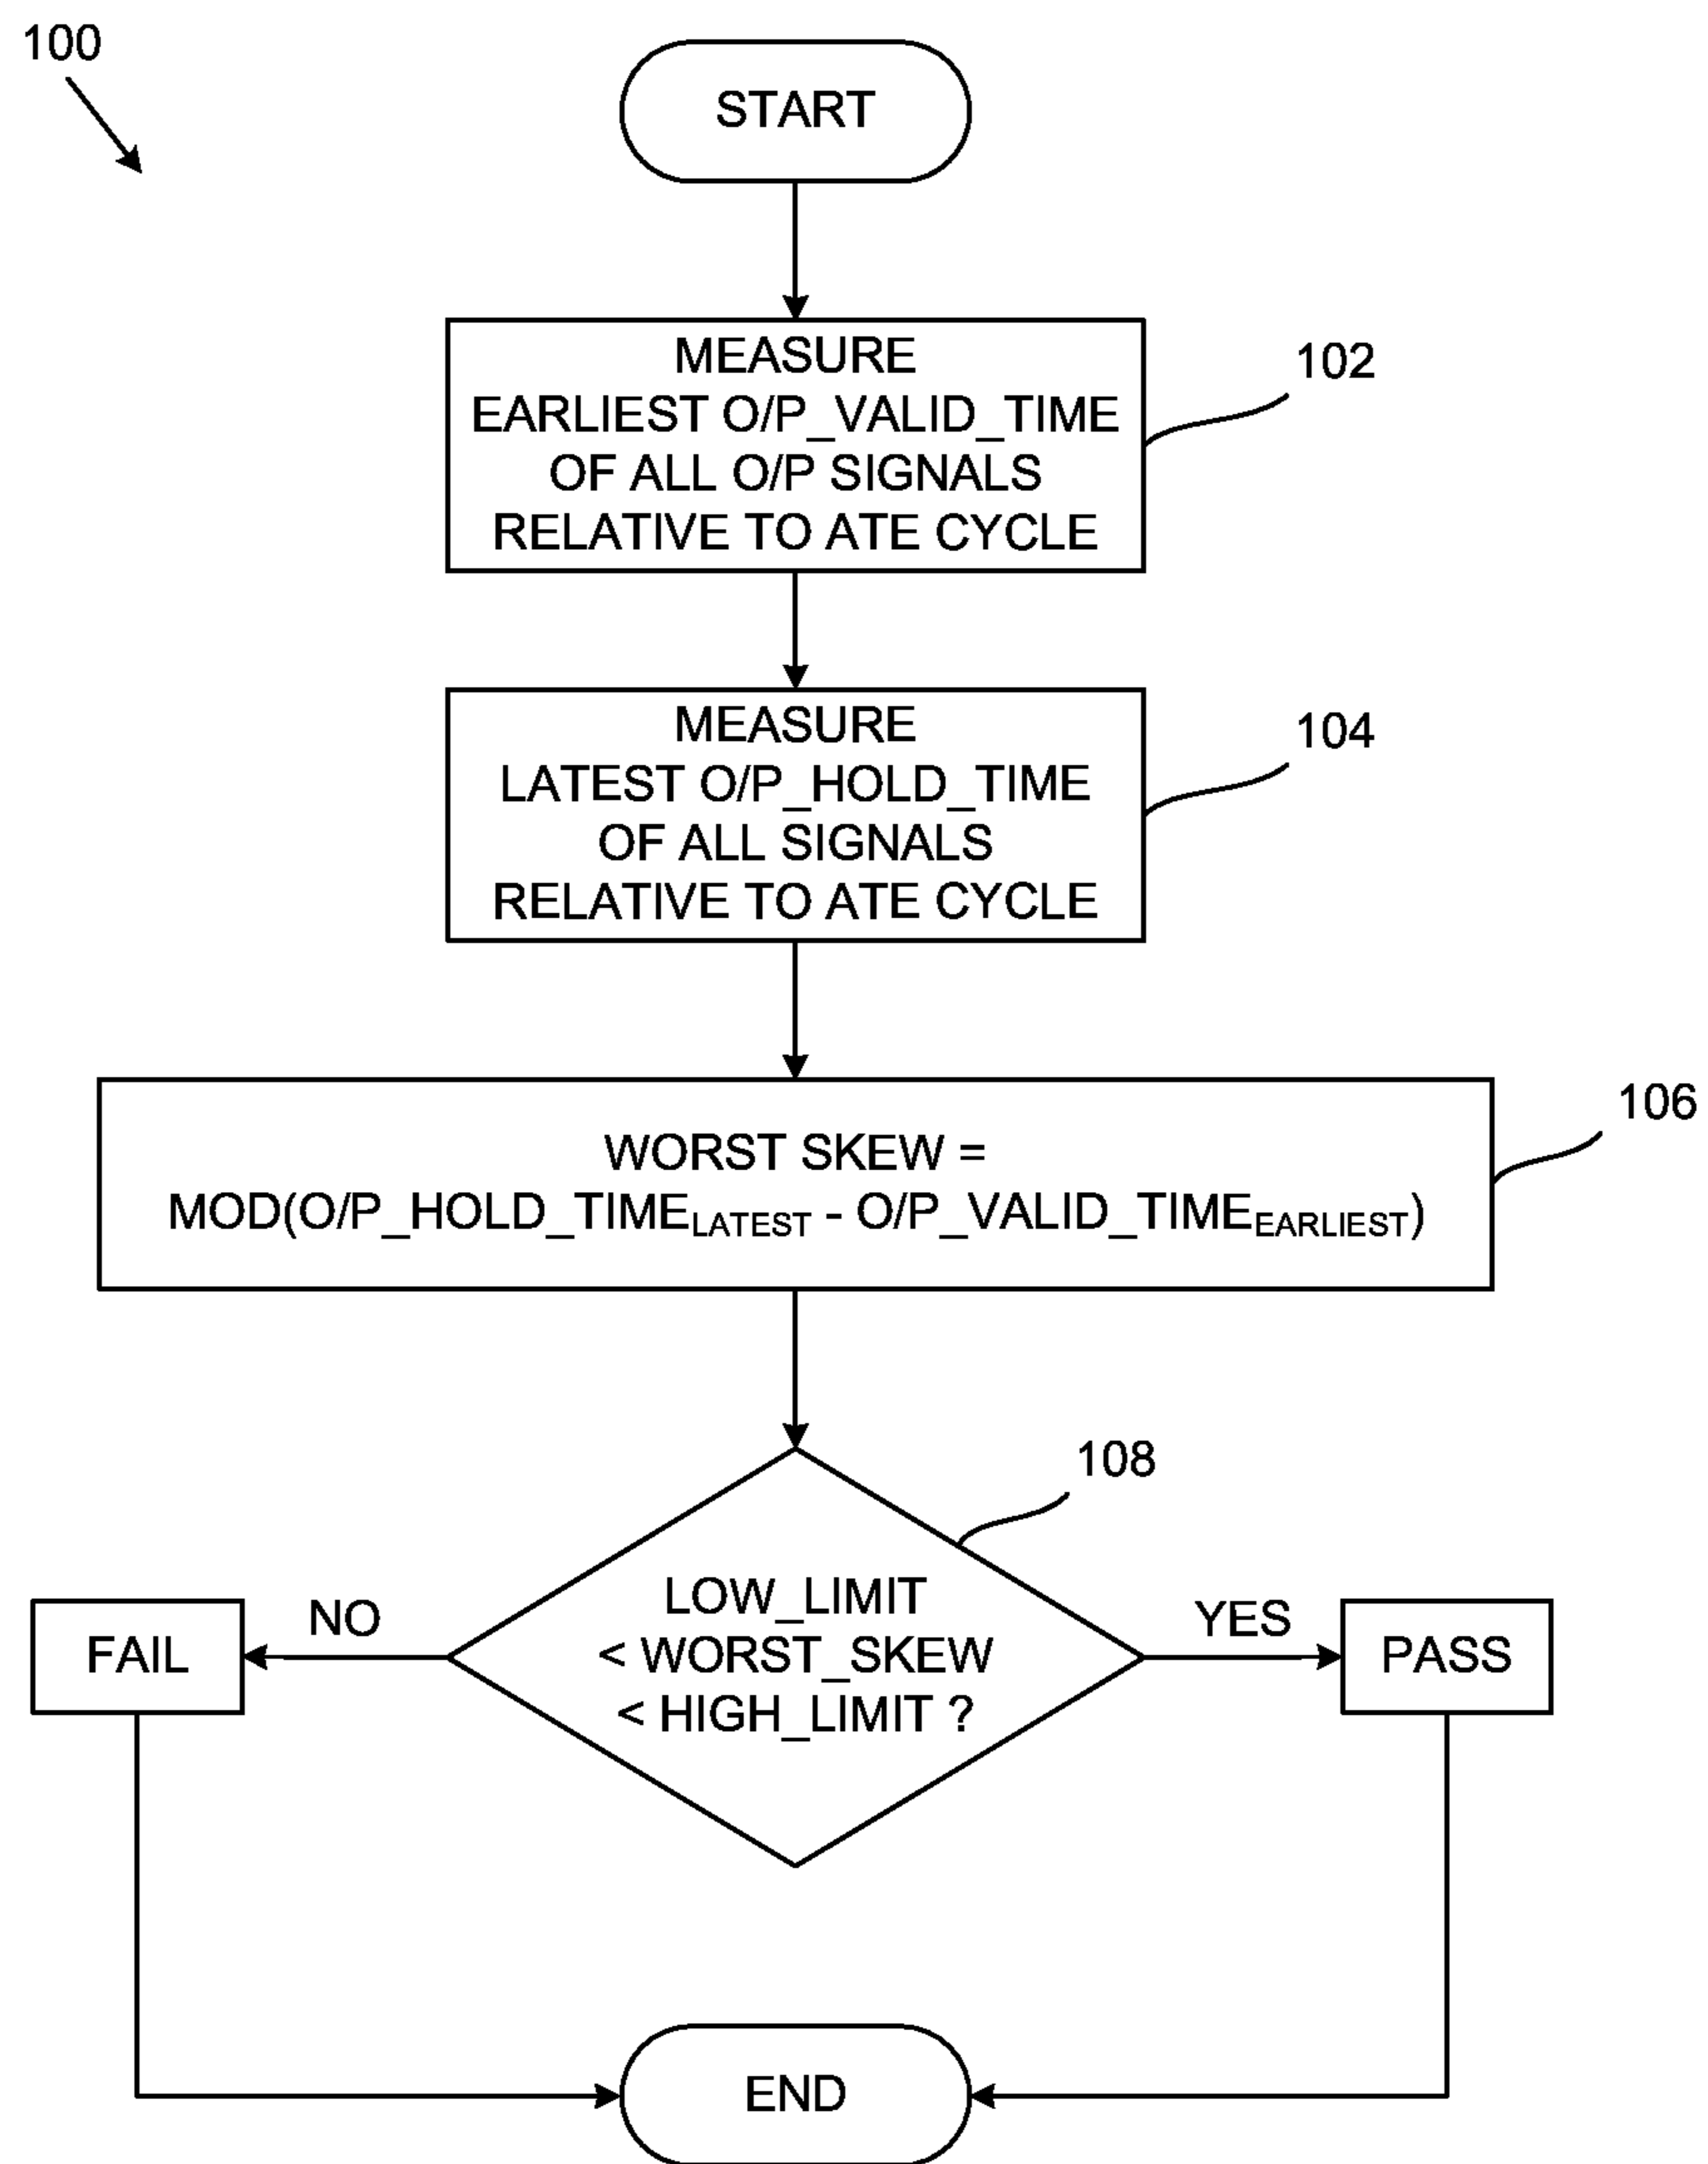 100
START
MEASURE
EARLIEST O/P_VALID_TIME
OF ALL O/P SIGNALS
RELATIVE TO ATE CYCLE
102
MEASURE
LATEST O/P_HOLD_TIME
OF ALL SIGNALS
RELATIVE TO ATE CYCLE
104
WORST SKEW =
MOD(O/P_HOLD_TIMELATEST - O/P_VALID_TIMEEARLIEST)
106
108
LOW_LIMIT
< WORST_SKEW
< HIGH_LIMIT ?
NO
YES
FAIL
PASS
END